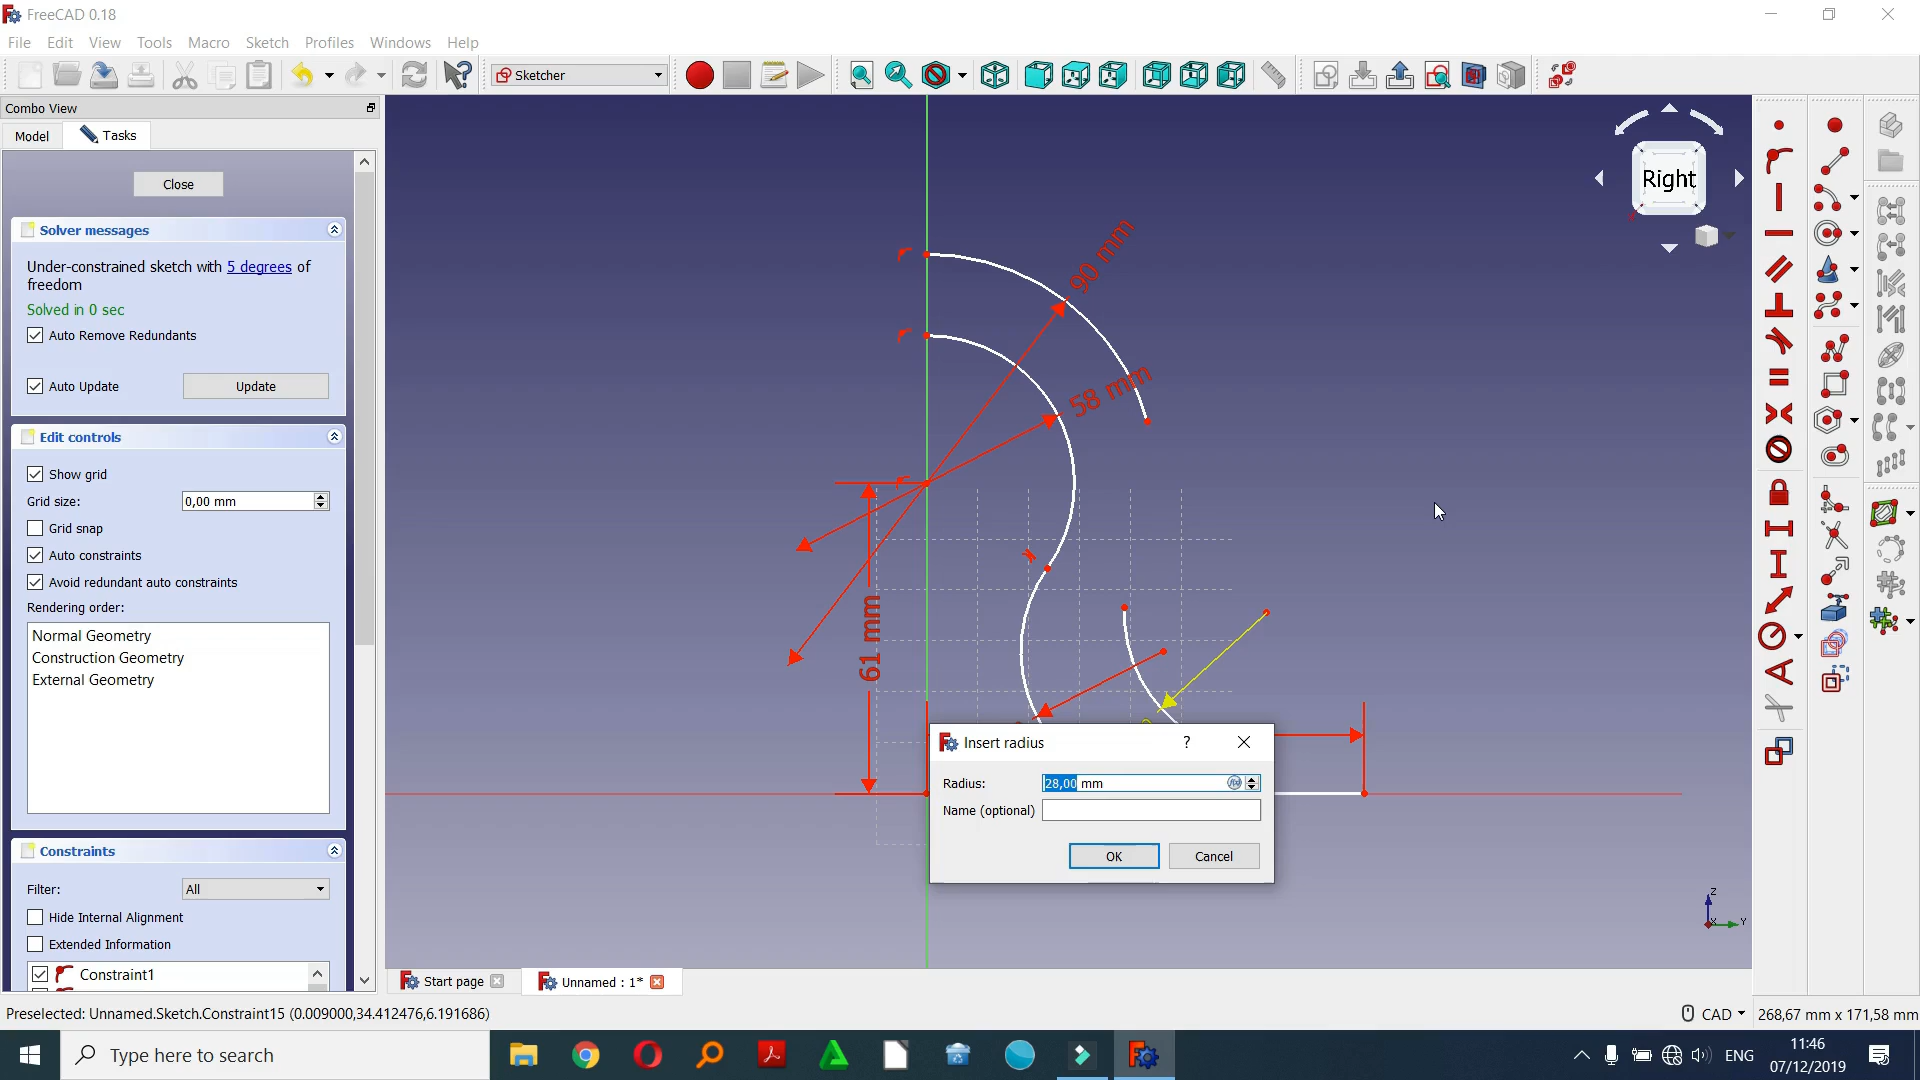 FreeCAD 0.18
File Edit View Tools Macro Sketch Profiles Windows Help
Sketcher
Combo View
Model Tasks
Close
Solver messages
Under-constrained sketch with 5 degrees of
freedom
Solved in 0 sec
Auto Remove Redundants
Auto Update Update
Edit controls
Show grid
Grid size: 0,00 mm
Grid snap
Auto constraints
Avoid redundant auto constraints
Rendering order:
Normal Geometry
Construction Geometry
External Geometry
Constraints
Filter: All
Hide Internal Alignment
Extended Information
Constraint1
Right
90 mm
58 mm
61 mm
Insert radius ?
Radius: 28,00 mm
Name (optional)
OK Cancel
Z
X Y
Start page Unnamed : 1*
Preselected: Unnamed.Sketch.Constraint15 (0.009000,34.412476,6.191686)
CAD 268,67 mm x 171,58 mm
Type here to search
ENG
11:46
07/12/2019